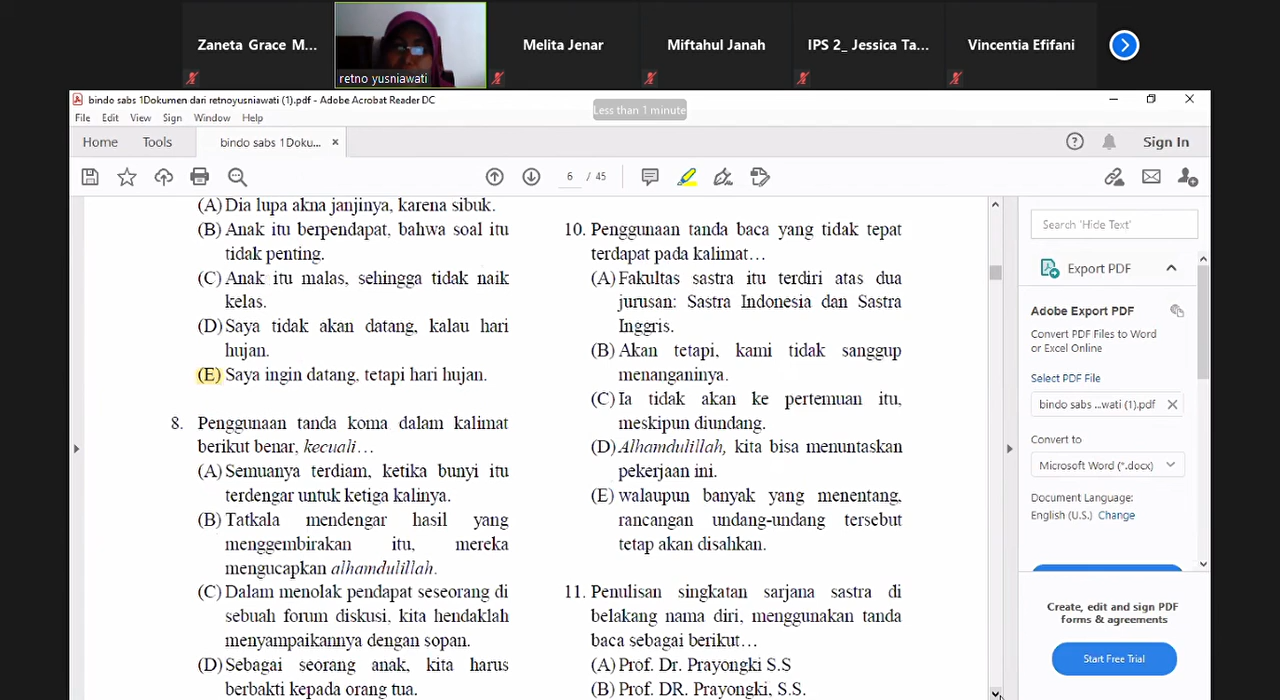 Zaneta Grace M...
retno yusniawati
Melita Jenar
Miftahul Janah
IPS 2_ Jessica Ta...
Vincentia Efifani
bindo sabs 1Dokumen dari retnoyusniawati (1).pdf - Adobe Acrobat Reader DC
Less than 1 minute
File Edit View Sign Window Help
Home Tools bindo sabs 1Doku... × Sign In
6 / 45
(A) Dia lupa akna janjinya, karena sibuk.
(B) Anak itu berpendapat, bahwa soal itu
tidak penting.
(C) Anak itu malas, sehingga tidak naik
kelas.
(D) Saya tidak akan datang, kalau hari
hujan.
(E) Saya ingin datang, tetapi hari hujan.
8. Penggunaan tanda koma dalam kalimat
berikut benar, kecuali…
(A) Semuanya terdiam, ketika bunyi itu
terdengar untuk ketiga kalinya.
(B) Tatkala mendengar hasil yang
menggembirakan itu, mereka
mengucapkan alhamdulillah.
(C) Dalam menolak pendapat seseorang di
sebuah forum diskusi, kita hendaklah
menyampaikannya dengan sopan.
(D) Sebagai seorang anak, kita harus
berbakti kepada orang tua.
10. Penggunaan tanda baca yang tidak tepat
terdapat pada kalimat…
(A) Fakultas sastra itu terdiri atas dua
jurusan: Sastra Indonesia dan Sastra
Inggris.
(B) Akan tetapi, kami tidak sanggup
menanganinya.
(C) Ia tidak akan ke pertemuan itu,
meskipun diundang.
(D) Alhamdulillah, kita bisa menuntaskan
pekerjaan ini.
(E) walaupun banyak yang menentang,
rancangan undang-undang tersebut
tetap akan disahkan.
11. Penulisan singkatan sarjana sastra di
belakang nama diri, menggunakan tanda
baca sebagai berikut…
(A) Prof. Dr. Prayongki S.S
(B) Prof. DR. Prayongki, S.S.
Search 'Hide Text'
Export PDF
Adobe Export PDF
Convert PDF Files to Word
or Excel Online
Select PDF File
bindo sabs ...wati (1).pdf ×
Convert to
Microsoft Word (*.docx)
Document Language:
English (U.S.) Change
Create, edit and sign PDF
forms & agreements
Start Free Trial